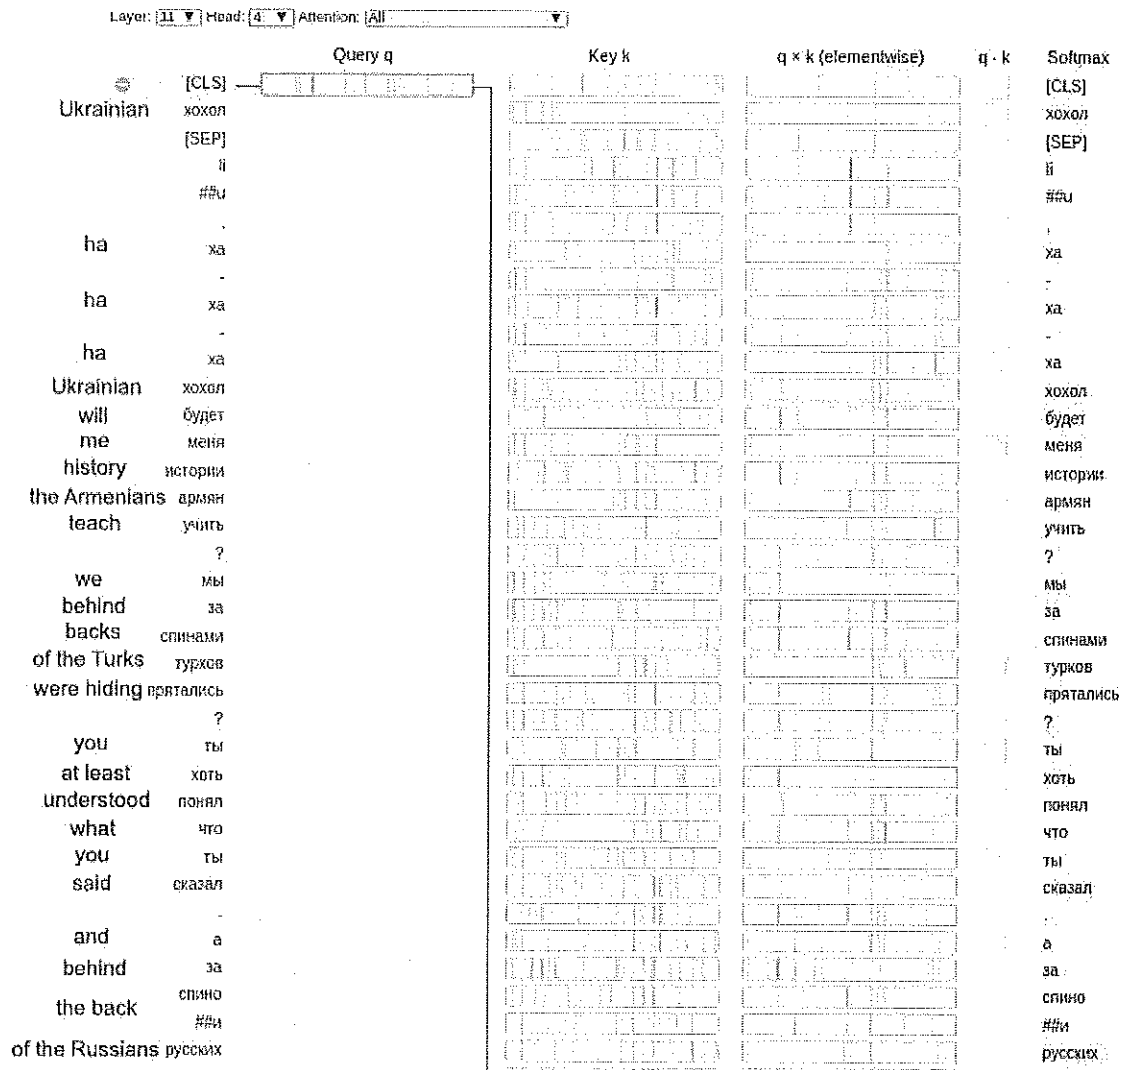 Layer: 11 Head: 4 Attention: All
Query q Key k q × k (elementwise) q · k Softmax
[CLS] [CLS]
Ukrainian хохол хохол
[SEP] [SEP]
li li
##u ##u
, ,
ha ха ха
- -
ha ха ха
- -
ha ха ха
Ukrainian хохол хохол
will будет будет
me меня меня
history истории истории
the Armenians армян армян
teach учить учить
? ?
we мы мы
behind за за
backs спинами спинами
of the Turks турков турков
were hiding прятались прятались
? ?
you ты ты
at least хоть хоть
understood понял понял
what что что
you ты ты
said сказал сказал
and а а
behind за за
the back спино спино
##и ##и
of the Russians русских русских